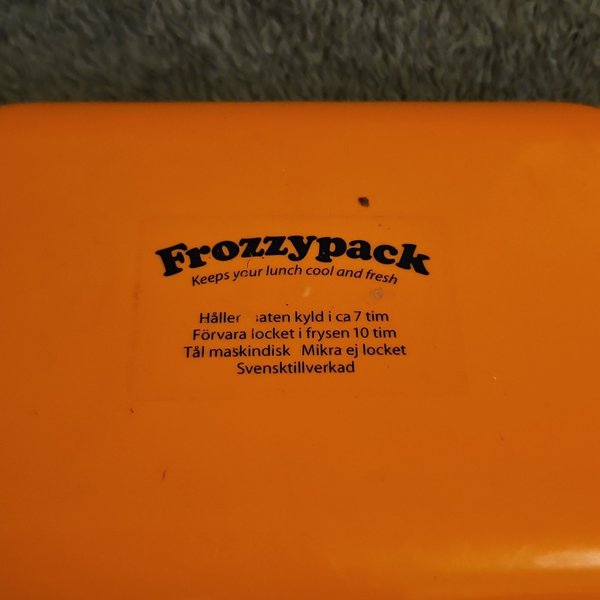 Frozzypack
Keeps your lunch cool and fresh
Håller aten kyld i ca 7 tim
Förvara locket i frysen 10 tim
Tål maskindisk Mikra ej locket
Svensktillverkad